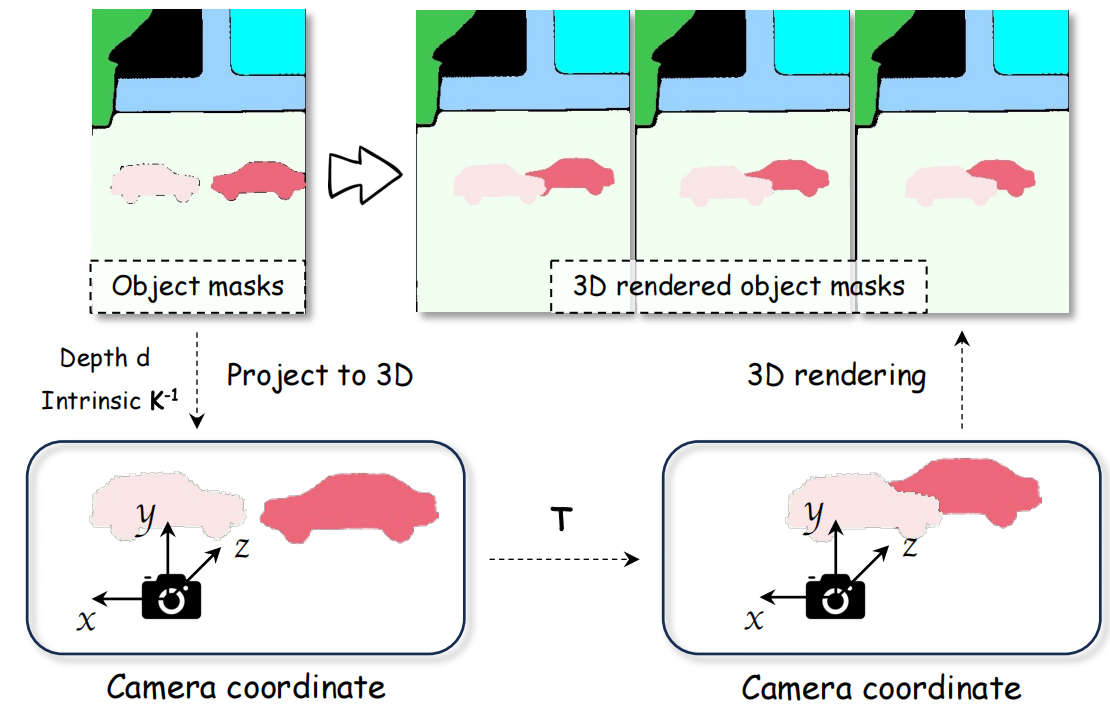 Object masks
3D rendered object masks
Depth d
Intrinsic K⁻¹
Project to 3D
3D rendering
y
z
x
T
y
z
x
Camera coordinate
Camera coordinate